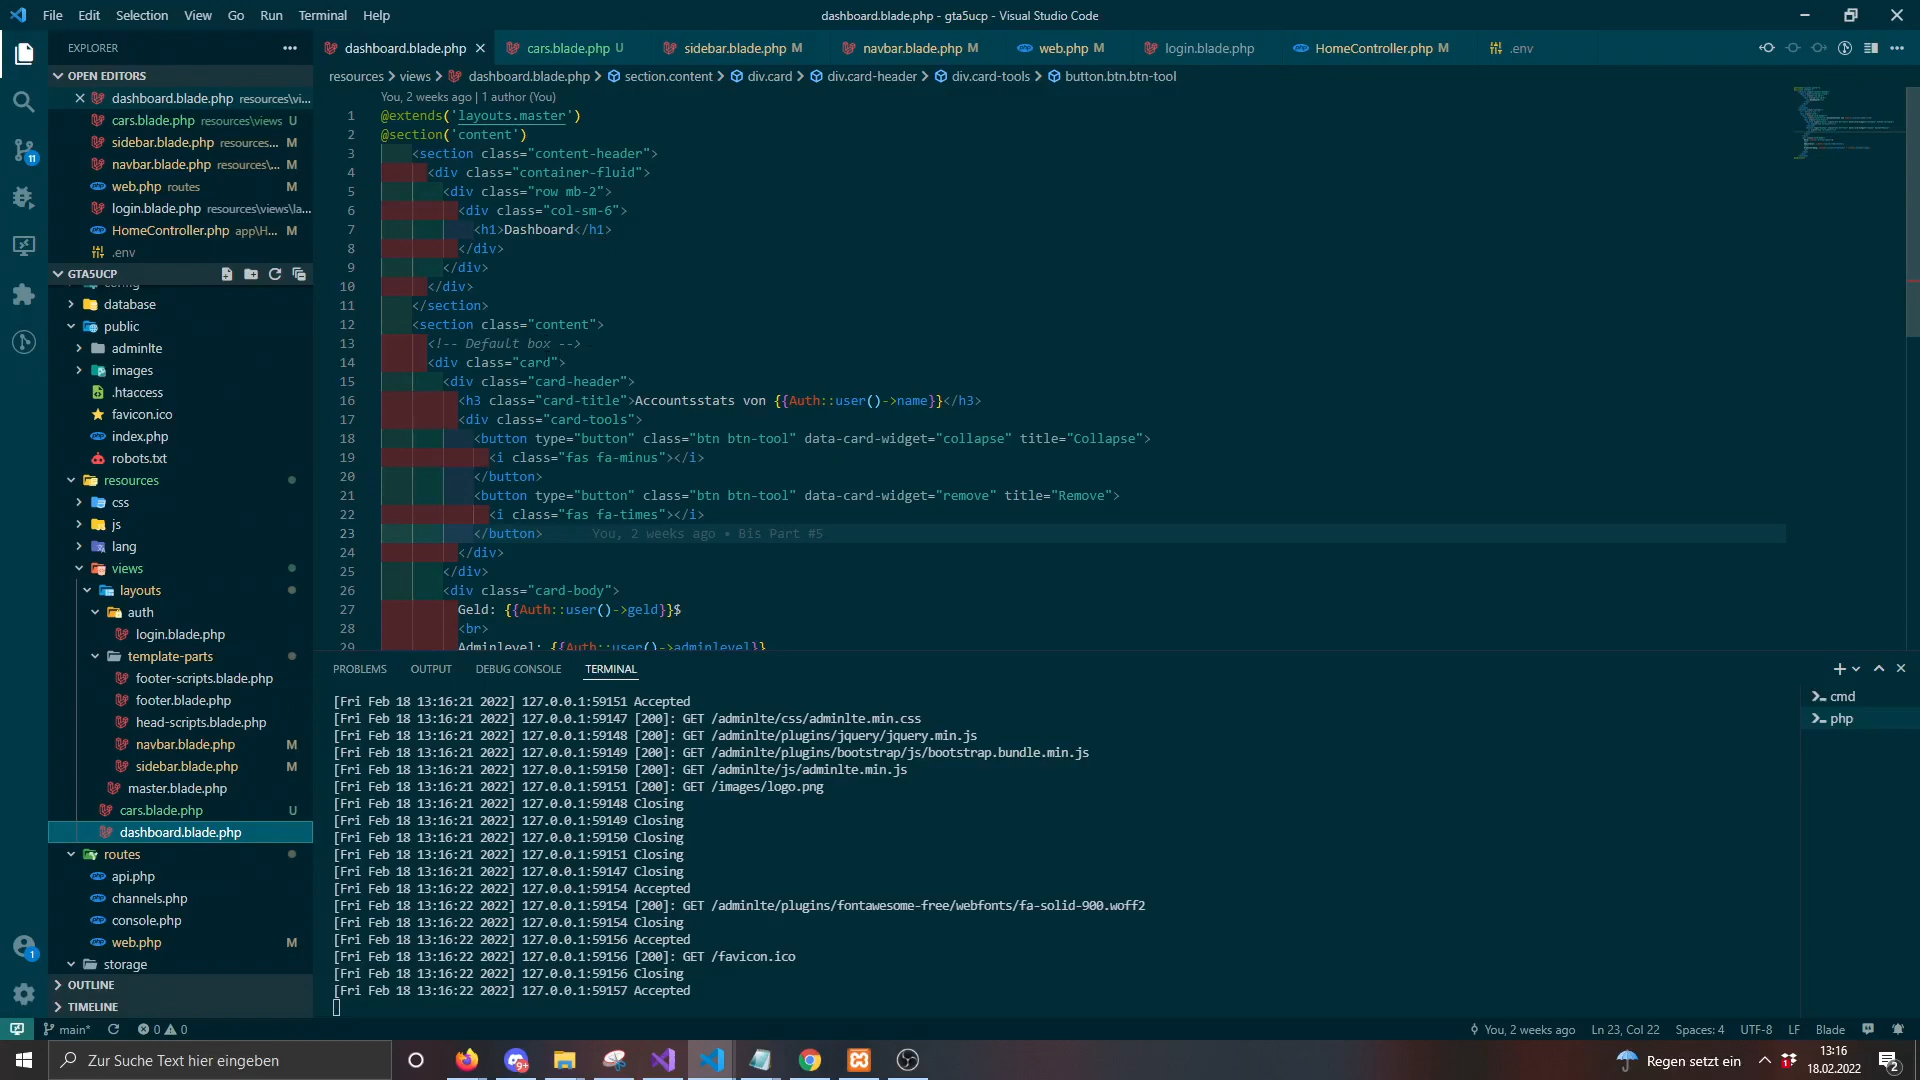 File Edit Selection View Go Run Terminal Help
dashboard.blade.php - gta5ucp - Visual Studio Code
EXPLORER
dashboard.blade.php cars.blade.php U sidebar.blade.php M navbar.blade.php M web.php M login.blade.php HomeController.php M .env
resources > views > dashboard.blade.php > section.content > div.card > div.card-header > div.card-tools > button.btn.btn-tool
OPEN EDITORS
dashboard.blade.php resources\vi...
cars.blade.php resources\views U
sidebar.blade.php resources... M
navbar.blade.php resources\... M
web.php routes M
login.blade.php resources\views\la...
HomeController.php app\H... M
.env
GTA5UCP
config
database
public
adminlte
images
.htaccess
favicon.ico
index.php
robots.txt
resources
css
js
lang
views
layouts
auth
login.blade.php
template-parts
footer-scripts.blade.php
footer.blade.php
head-scripts.blade.php
navbar.blade.php M
sidebar.blade.php M
master.blade.php
cars.blade.php U
dashboard.blade.php
routes
api.php
channels.php
console.php
web.php M
storage
OUTLINE
TIMELINE
11
1
You, 2 weeks ago | 1 author (You)
1 @extends('layouts.master')
2 @section('content')
3 <section class="content-header">
4 <div class="container-fluid">
5 <div class="row mb-2">
6 <div class="col-sm-6">
7 <h1>Dashboard</h1>
8 </div>
9 </div>
10 </div>
11 </section>
12 <section class="content">
13 <!-- Default box -->
14 <div class="card">
15 <div class="card-header">
16 <h3 class="card-title">Accountsstats von {{Auth::user()->name}}</h3>
17 <div class="card-tools">
18 <button type="button" class="btn btn-tool" data-card-widget="collapse" title="Collapse">
19 <i class="fas fa-minus"></i>
20 </button>
21 <button type="button" class="btn btn-tool" data-card-widget="remove" title="Remove">
22 <i class="fas fa-times"></i>
23 </button> You, 2 weeks ago • Bis Part #5
24 </div>
25 </div>
26 <div class="card-body">
27 Geld: {{Auth::user()->geld}}$
28 <br>
29 Adminlevel: {{Auth::user()->adminlevel}}
PROBLEMS OUTPUT DEBUG CONSOLE TERMINAL
cmd
php
[Fri Feb 18 13:16:21 2022] 127.0.0.1:59151 Accepted
[Fri Feb 18 13:16:21 2022] 127.0.0.1:59147 [200]: GET /adminlte/css/adminlte.min.css
[Fri Feb 18 13:16:21 2022] 127.0.0.1:59148 [200]: GET /adminlte/plugins/jquery/jquery.min.js
[Fri Feb 18 13:16:21 2022] 127.0.0.1:59149 [200]: GET /adminlte/plugins/bootstrap/js/bootstrap.bundle.min.js
[Fri Feb 18 13:16:21 2022] 127.0.0.1:59150 [200]: GET /adminlte/js/adminlte.min.js
[Fri Feb 18 13:16:21 2022] 127.0.0.1:59151 [200]: GET /images/logo.png
[Fri Feb 18 13:16:21 2022] 127.0.0.1:59148 Closing
[Fri Feb 18 13:16:21 2022] 127.0.0.1:59149 Closing
[Fri Feb 18 13:16:21 2022] 127.0.0.1:59150 Closing
[Fri Feb 18 13:16:21 2022] 127.0.0.1:59151 Closing
[Fri Feb 18 13:16:21 2022] 127.0.0.1:59147 Closing
[Fri Feb 18 13:16:22 2022] 127.0.0.1:59154 Accepted
[Fri Feb 18 13:16:22 2022] 127.0.0.1:59154 [200]: GET /adminlte/plugins/fontawesome-free/webfonts/fa-solid-900.woff2
[Fri Feb 18 13:16:22 2022] 127.0.0.1:59154 Closing
[Fri Feb 18 13:16:22 2022] 127.0.0.1:59156 Accepted
[Fri Feb 18 13:16:22 2022] 127.0.0.1:59156 [200]: GET /favicon.ico
[Fri Feb 18 13:16:22 2022] 127.0.0.1:59156 Closing
[Fri Feb 18 13:16:22 2022] 127.0.0.1:59157 Accepted
main* 0 0 You, 2 weeks ago Ln 23, Col 22 Spaces: 4 UTF-8 LF Blade
Zur Suche Text hier eingeben
9+
Regen setzt ein
13:16
18.02.2022
2